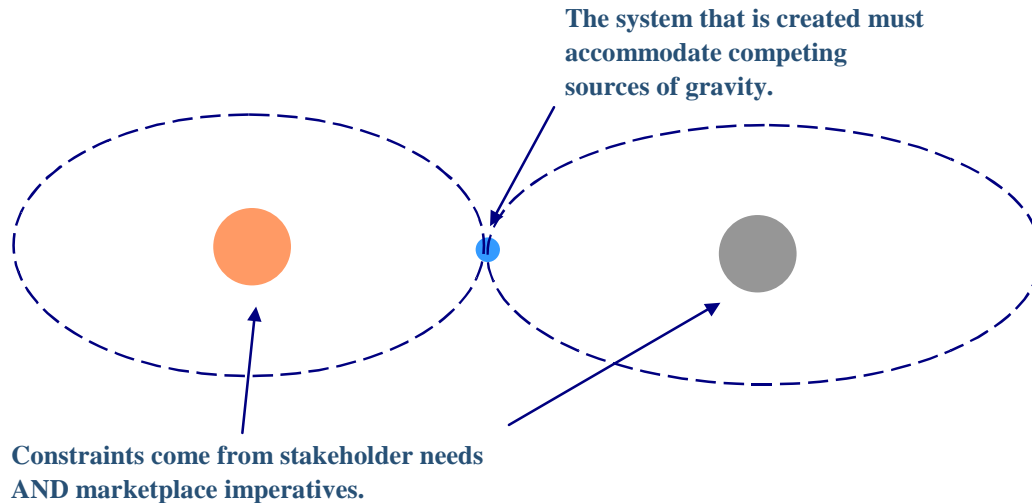 The system that is created must
accommodate competing
sources of gravity.
Constraints come from stakeholder needs
AND marketplace imperatives.